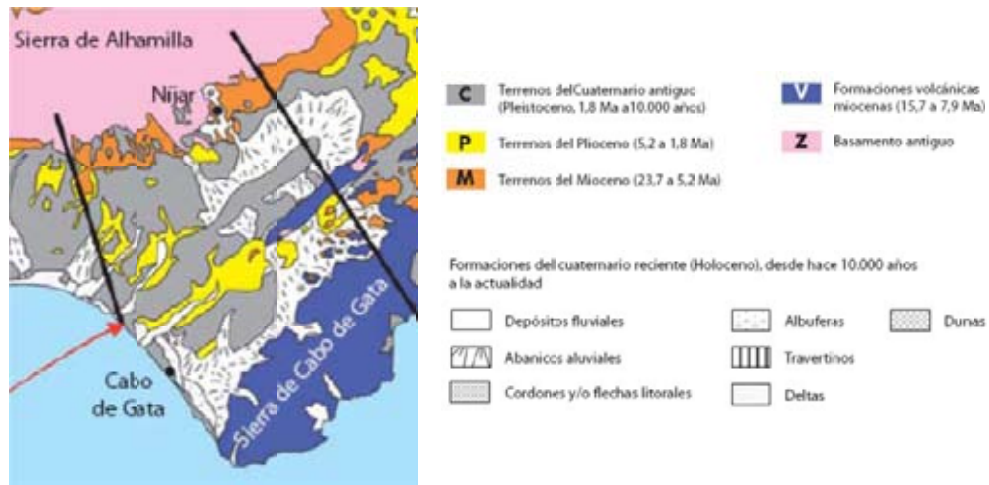 Sierra de Alhamilla
Níjar
Cabo
de Gata
Sierra de Cabo de Gata
C
Terrenos delCuaternario antiguc
(Pleistoceno, 1,8 Ma a10.000 años)
P
Terrenos del Plioceno (5,2 a 1,8 Ma)
M
Terrenos del Mioceno (23,7 a 5,2 Ma)
V
Formaciones volcánicas
miocenas (15,7 a 7,9 Ma)
Z
Basamento antiguo
Formaciones del cuaternario reciente (Holoceno), desde hace 10.000 años
a la actualidad
Depósitos fluviales
Abanicos aluviales
Cordones y/o flechas litorales
Albuferas
Travertinos
Deltas
Dunas